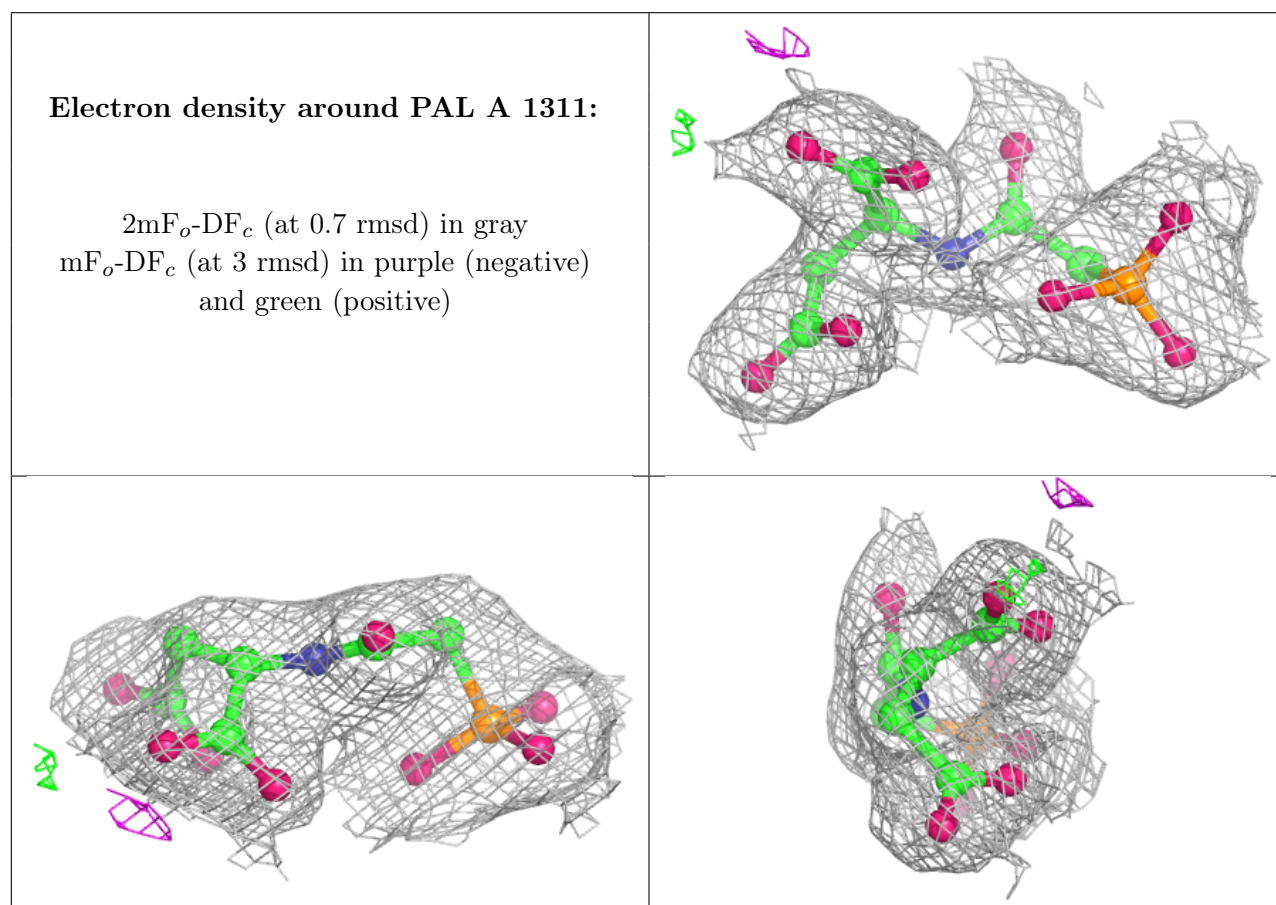 Electron density around PAL A 1311:
2mFo-DFc (at 0.7 rmsd) in gray
mFo-DFc (at 3 rmsd) in purple (negative)
and green (positive)